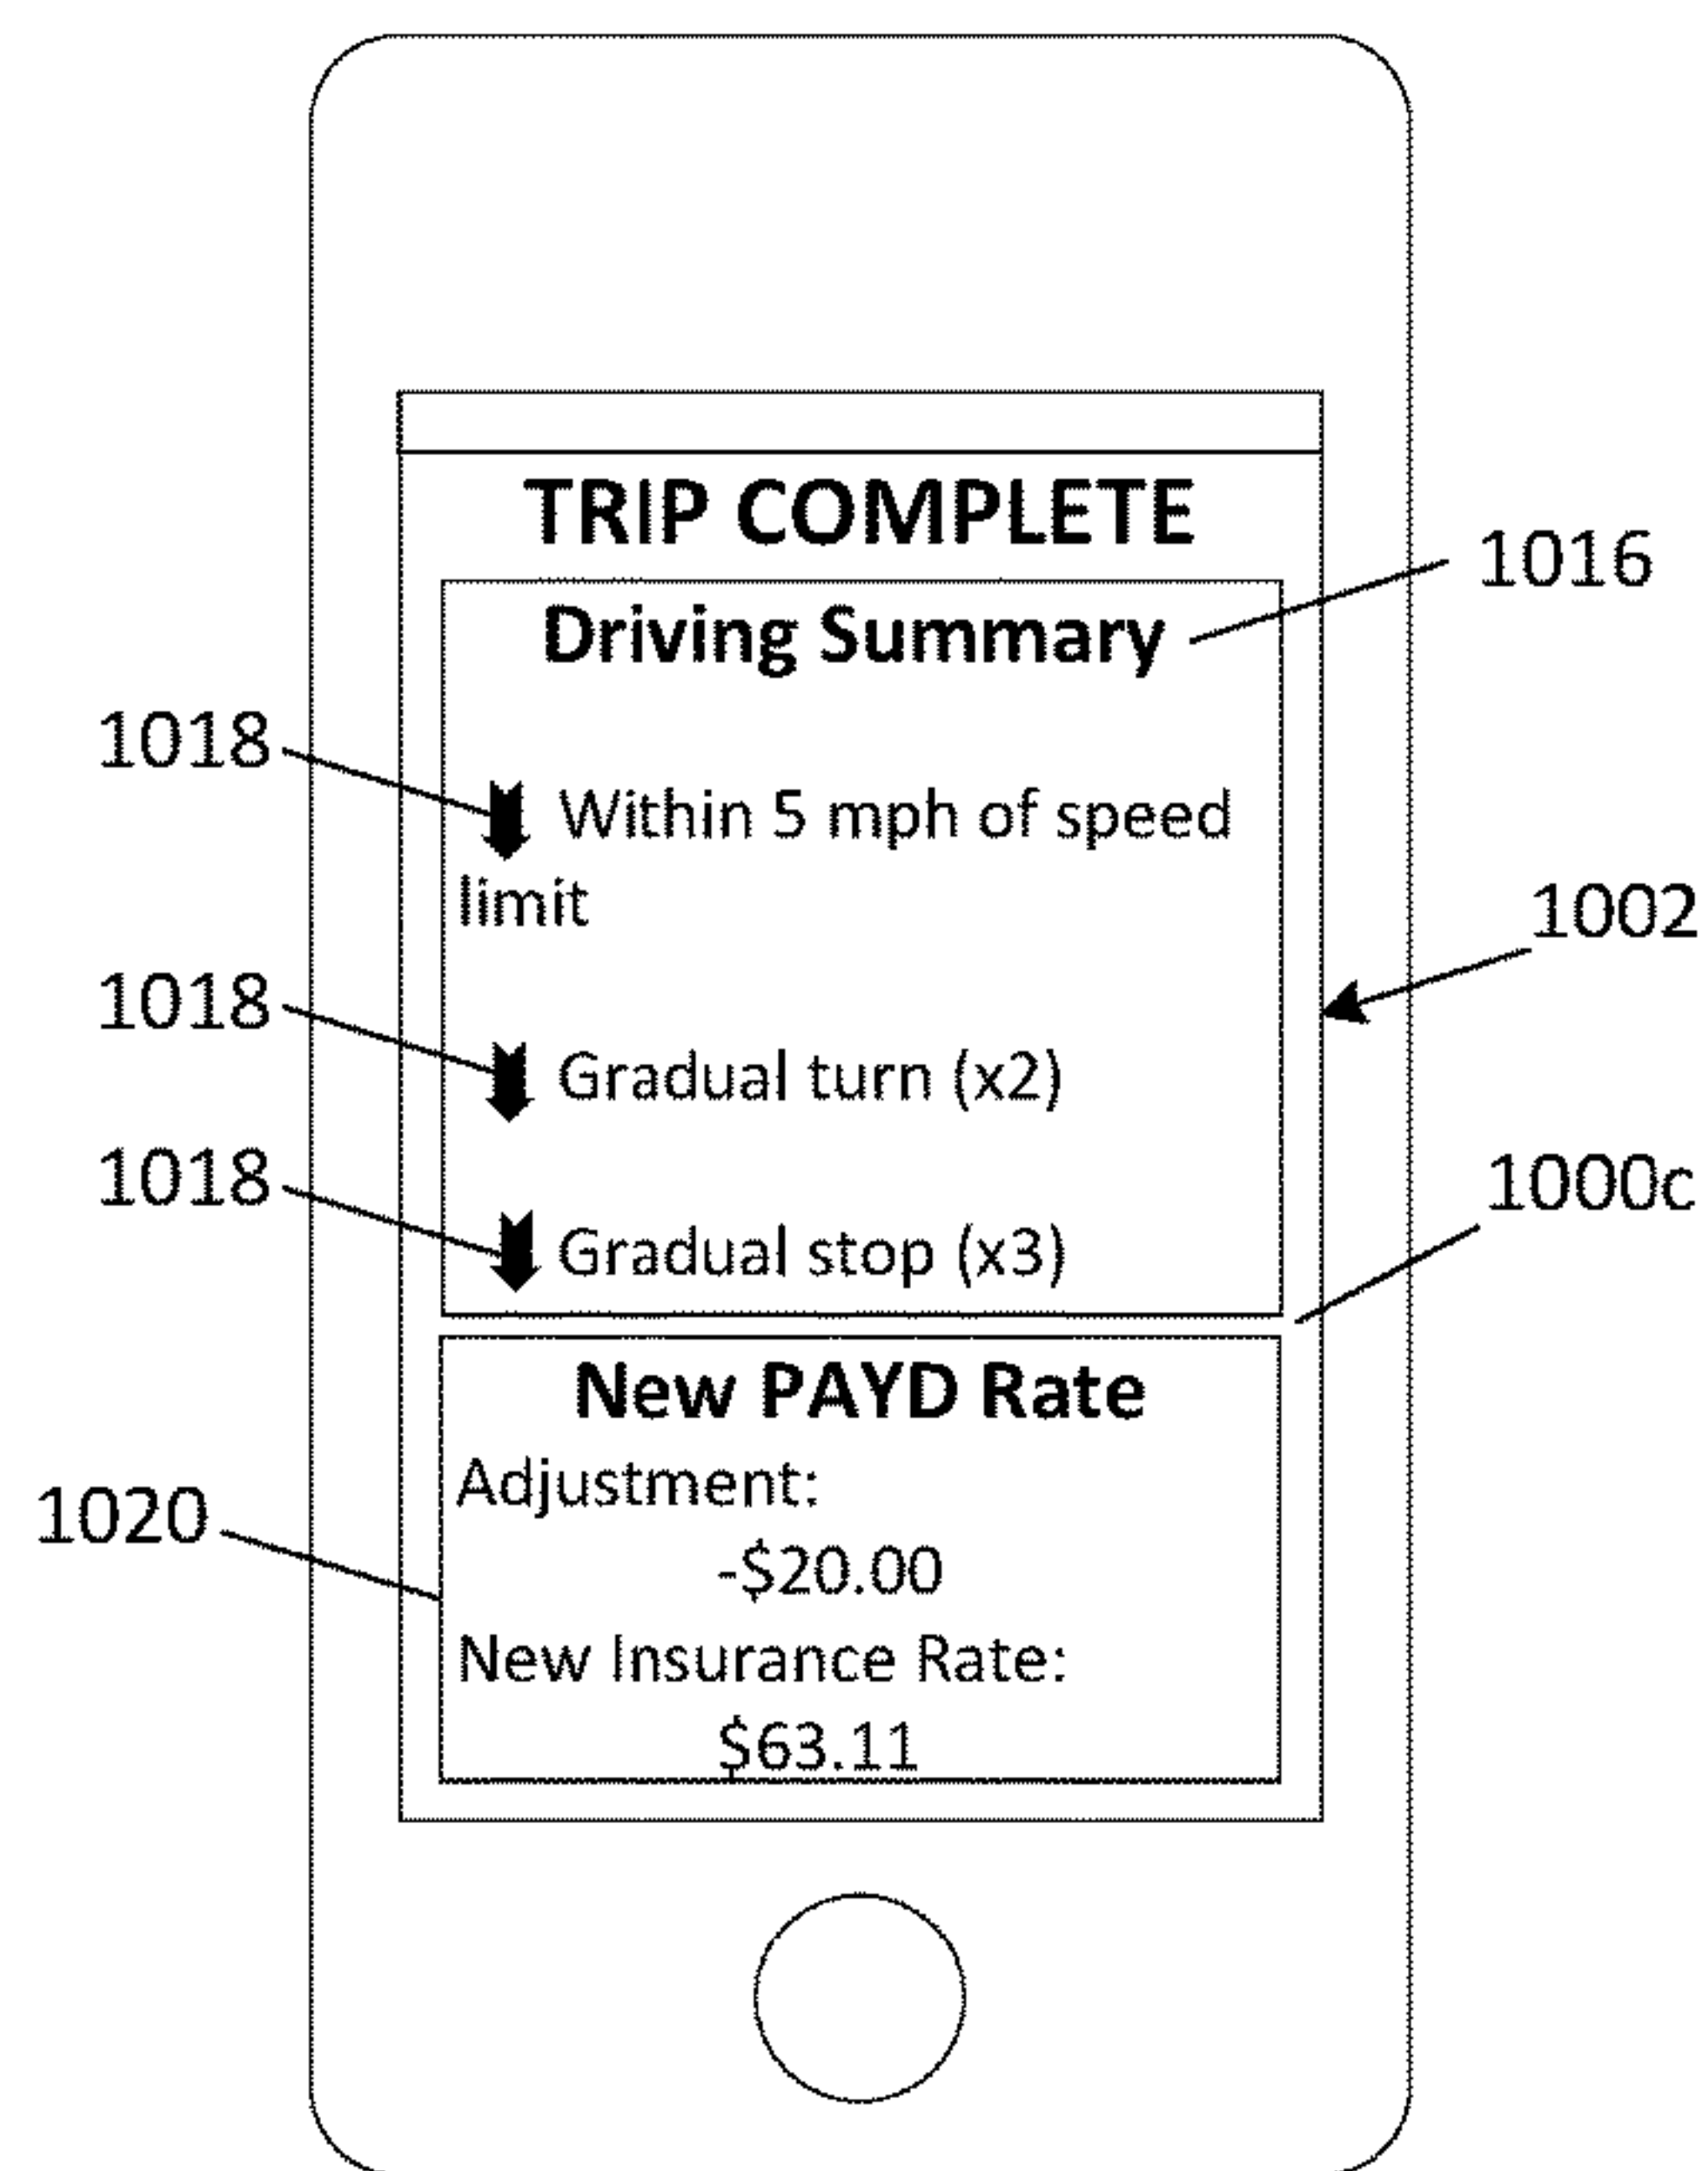 TRIP COMPLETE
1016
Driving Summary
1018
Within 5 mph of speed
limit
1002
1018
Gradual turn (x2)
1018
1000c
Gradual stop (x3)
New PAYD Rate
Adjustment:
1020
-$20.00
New Insurance Rate:
$63.11